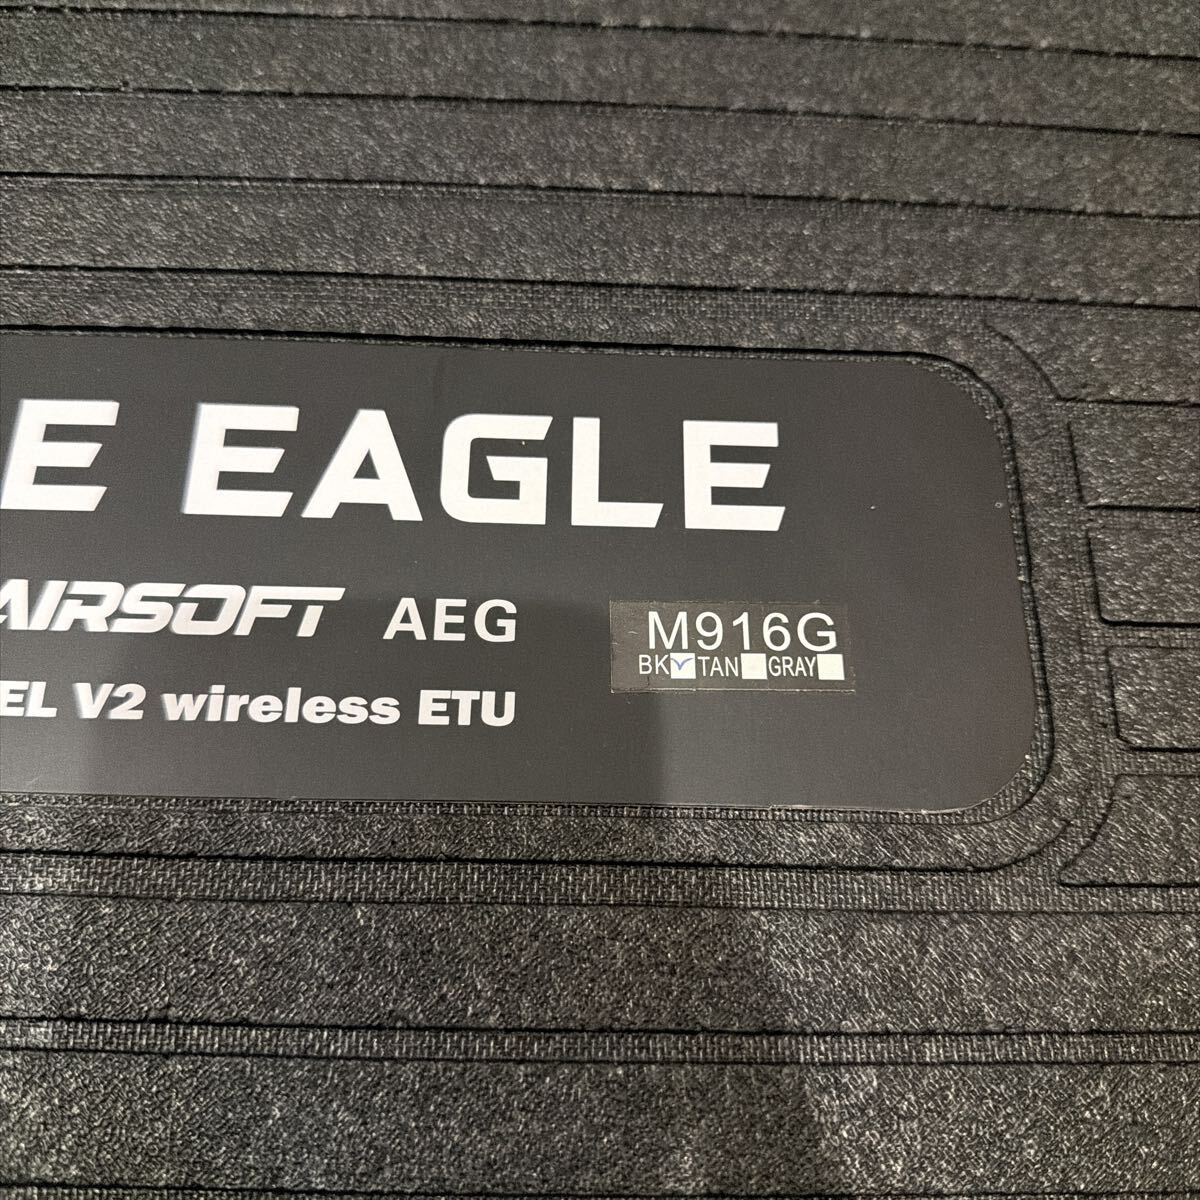 E EAGLE
AIRSOFT AEG
EL V2 wireless ETU
M916G
BK TAN GRAY